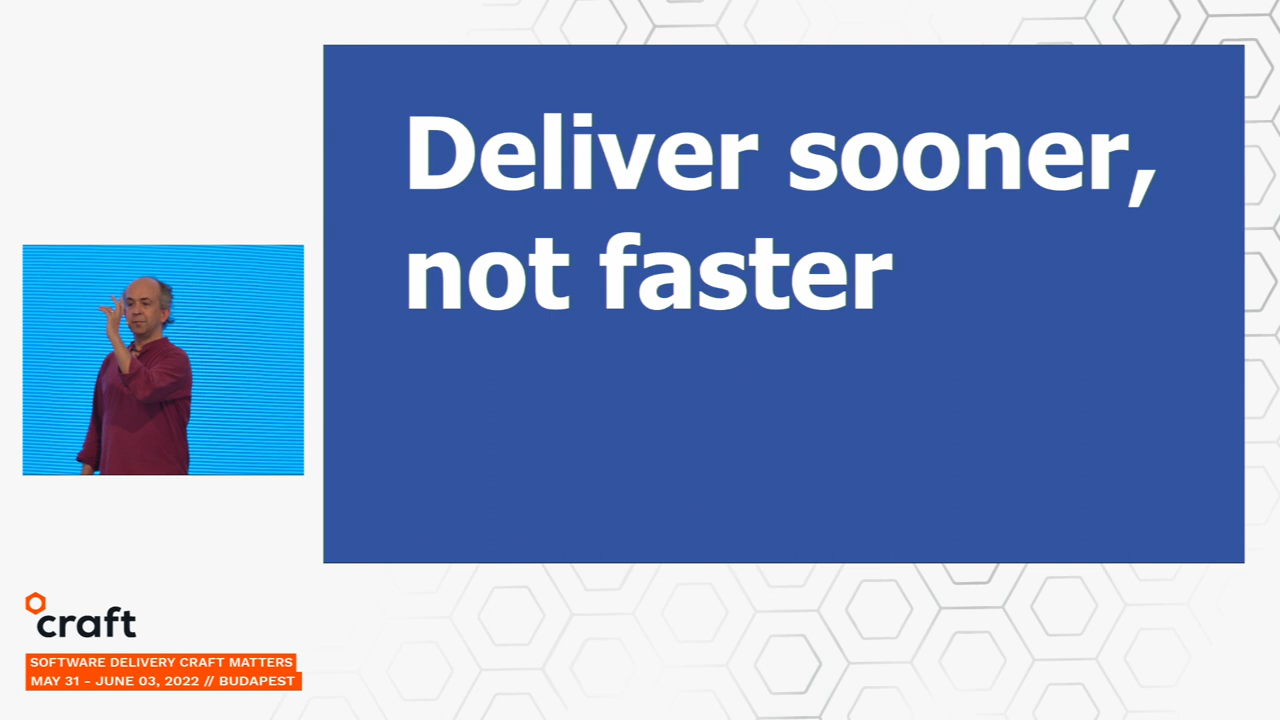 Deliver sooner,
not faster
craft
SOFTWARE DELIVERY CRAFT MATTERS
MAY 31 - JUNE 03, 2022 // BUDAPEST